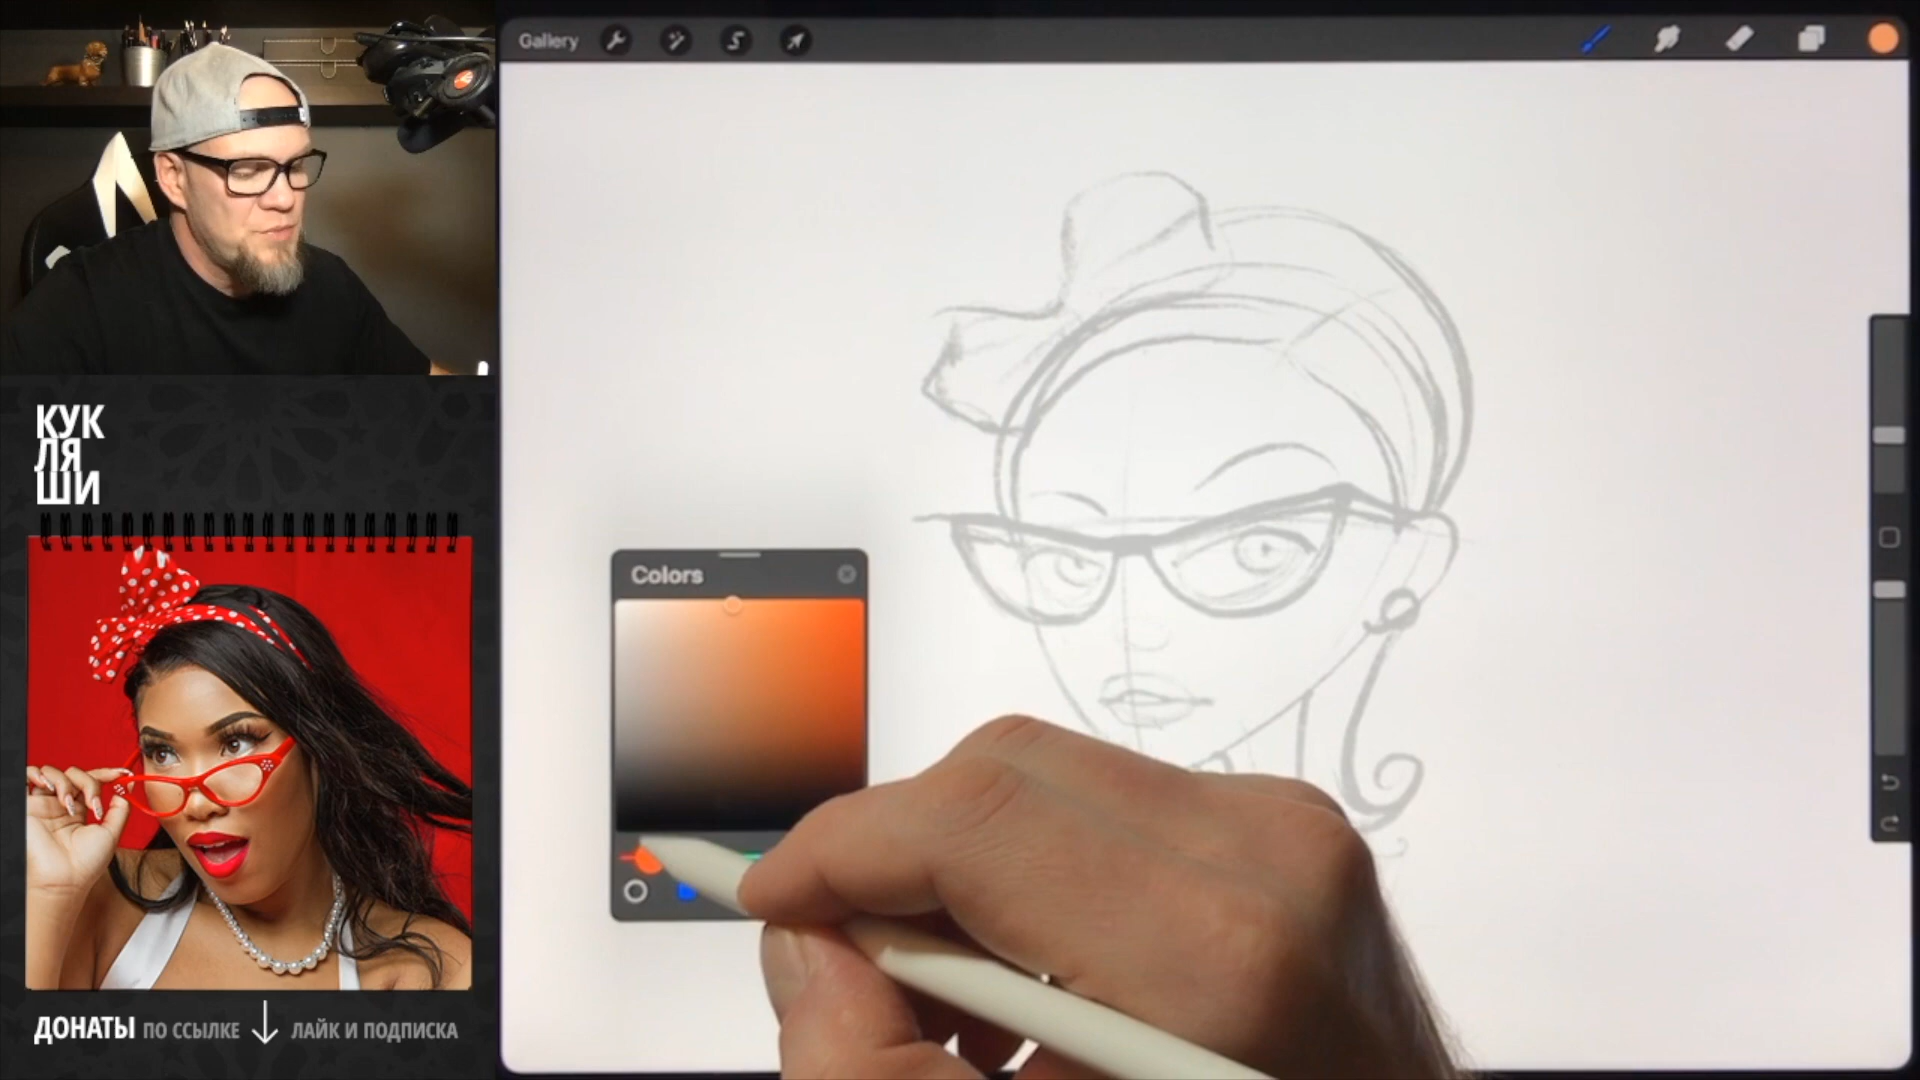 Gallery
Colors
КУК
ЛЯ
ШИ
ДОНАТЫ ПО ССЫЛКЕ ЛАЙК И ПОДПИСКА